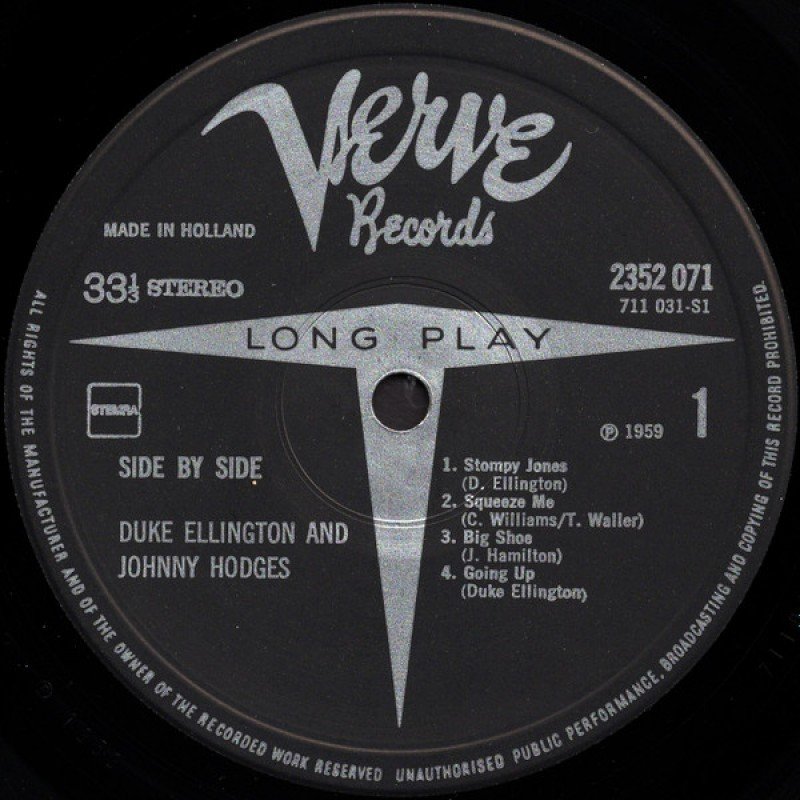 Verve
Records
MADE IN HOLLAND
33⅓ STEREO
2352 071
711 031-S1
LONG PLAY
STEMRA
℗ 1959
1
SIDE BY SIDE
DUKE ELLINGTON AND
JOHNNY HODGES
1. Stompy Jones
(D. Ellington)
2. Squeeze Me
(C. Williams/T. Waller)
3. Big Shoe
(J. Hamilton)
4. Going Up
(Duke Ellington)
ALL RIGHTS OF THE MANUFACTURER AND OF THE OWNER OF THE RECORDED WORK RESERVED UNAUTHORISED PUBLIC PERFORMANCE, BROADCASTING AND COPYING OF THIS RECORD PROHIBITED.